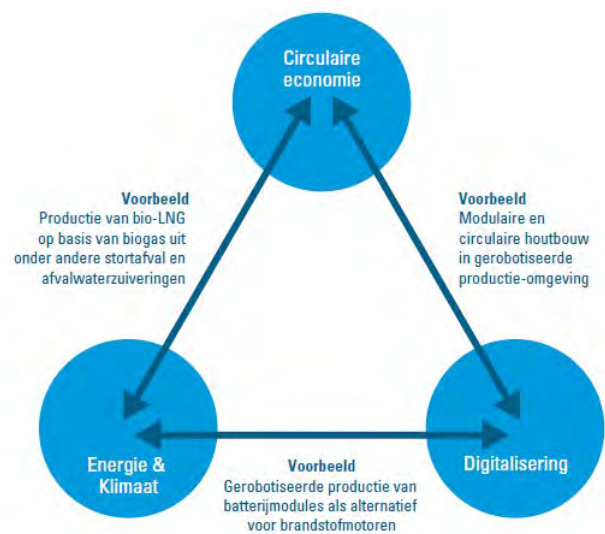 Circulaire
economie
Voorbeeld
Productie van bio-LNG
op basis van biogas uit
onder andere stortafval en
afvalwaterzuiveringen
Voorbeeld
Modulaire en
circulaire houtbouw
in gerobotiseerde
productie-omgeving
Energie &
Klimaat
Voorbeeld
Gerobotiseerde productie van
batterijmodules als alternatief
voor brandstofmotoren
Digitalisering